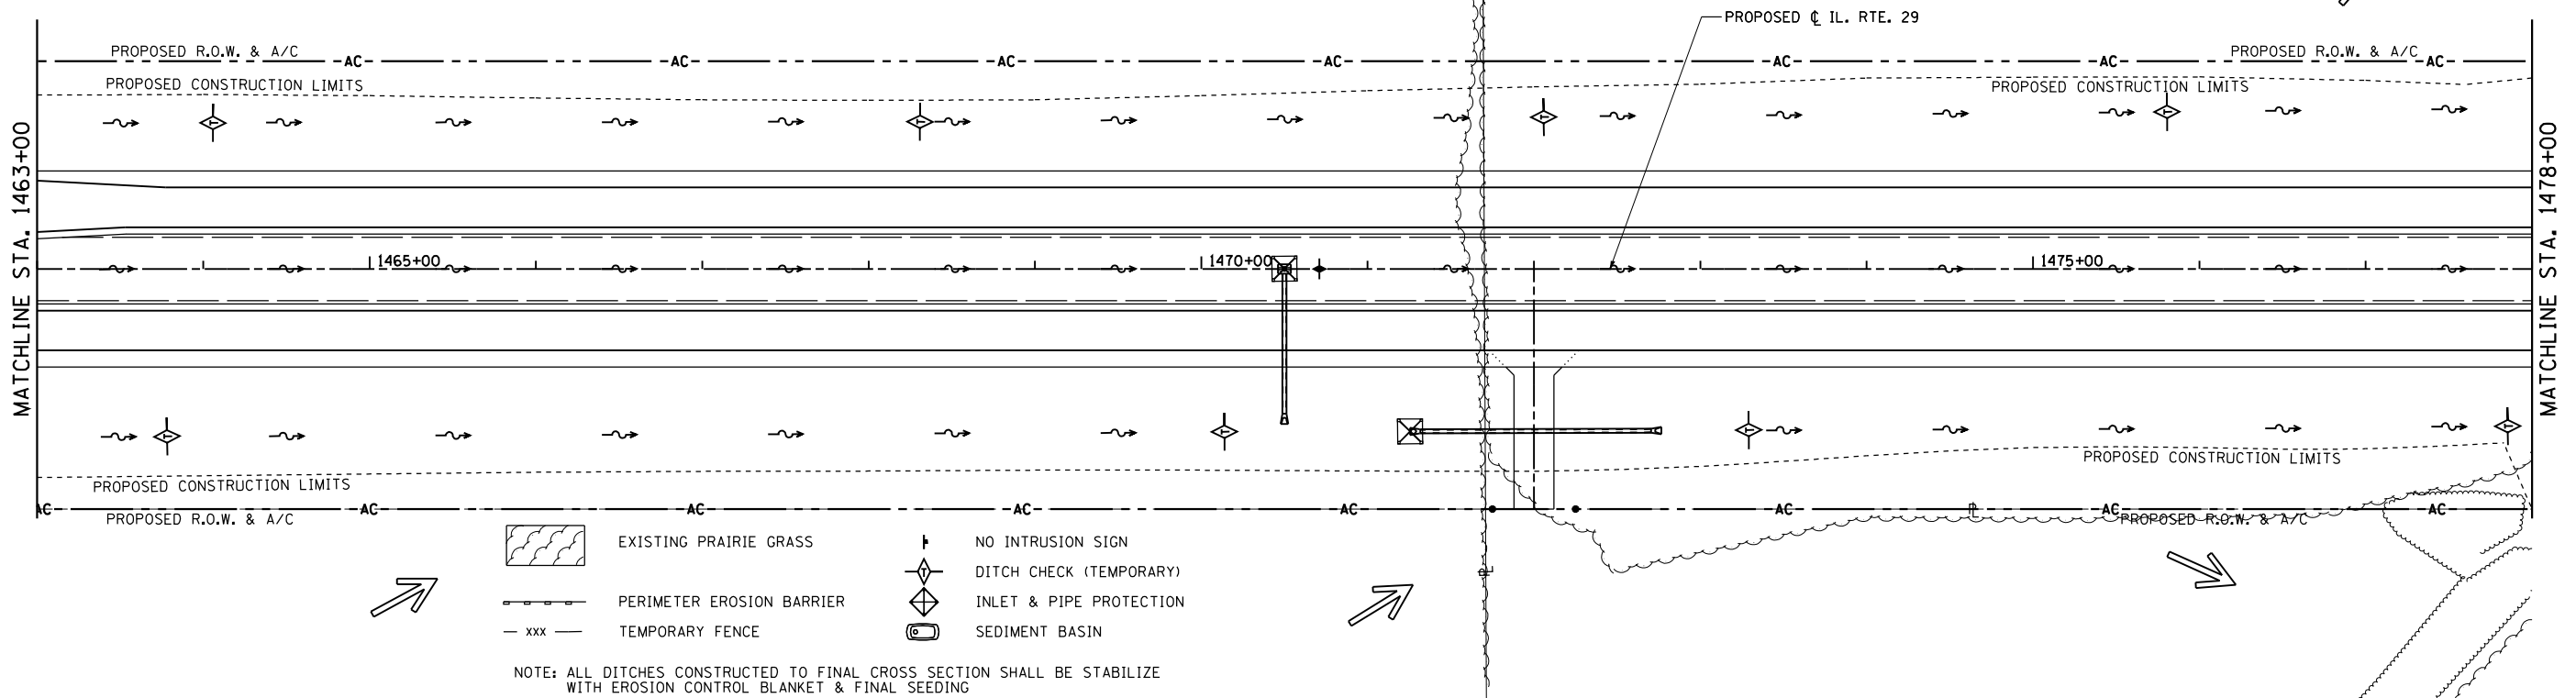 PROPOSED ℄ IL. RTE. 29
PROPOSED R.O.W. & A/C
PROPOSED R.O.W. & A/C
AC
AC
AC
AC
AC
AC
AC
PROPOSED CONSTRUCTION LIMITS
PROPOSED CONSTRUCTION LIMITS
T
T
T
T
MATCHLINE STA. 1463+00
MATCHLINE STA. 1478+00
1465+00
1470+00
1475+00
T
T
T
T
PROPOSED CONSTRUCTION LIMITS
PROPOSED CONSTRUCTION LIMITS
AC
AC
AC
AC
AC
AC
AC
AC
PROPOSED R.O.W. & A/C
PROPOSED R.O.W. & A/C
PL
PL
EXISTING PRAIRIE GRASS
NO INTRUSION SIGN
T
DITCH CHECK (TEMPORARY)
PERIMETER EROSION BARRIER
INLET & PIPE PROTECTION
XXX
TEMPORARY FENCE
SEDIMENT BASIN
NOTE: ALL DITCHES CONSTRUCTED TO FINAL CROSS SECTION SHALL BE STABILIZE
WITH EROSION CONTROL BLANKET & FINAL SEEDING